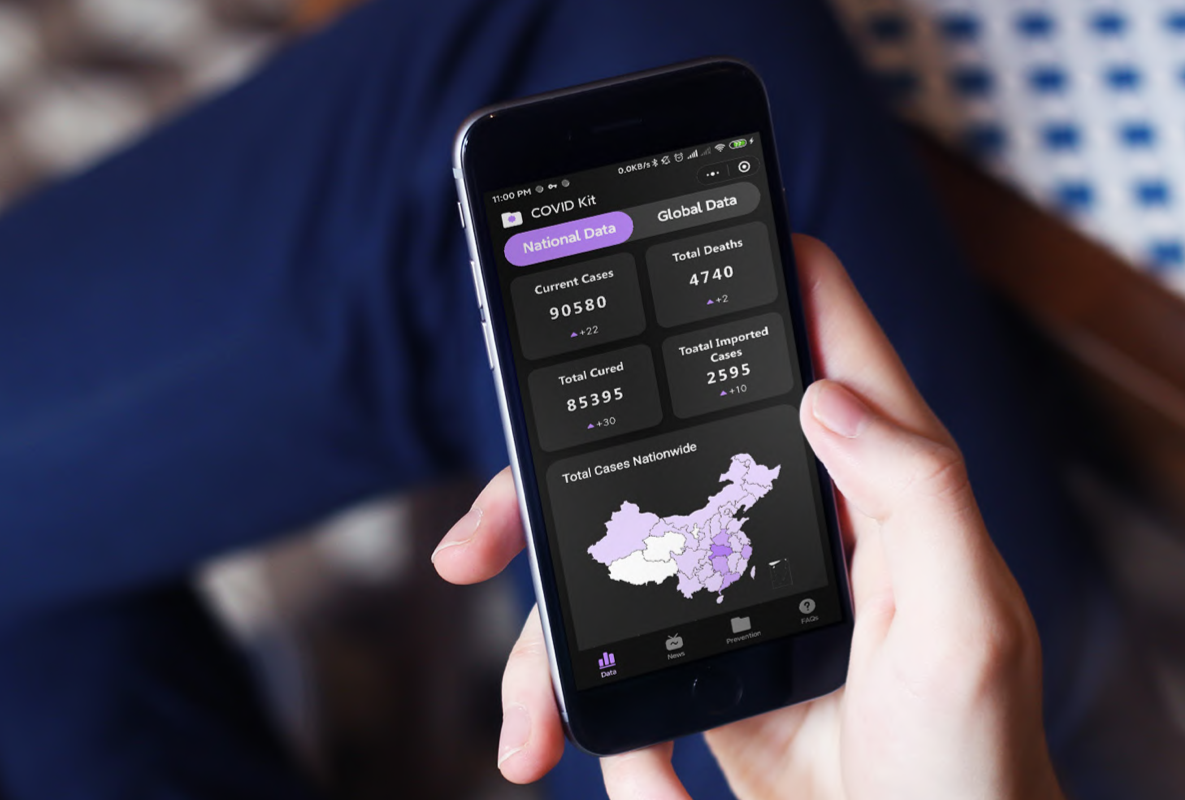 11:00 PM
0.0KB/s
COVID Kit
National Data
Global Data
Current Cases
90580
+22
Total Deaths
4740
+2
Total Cured
85395
+30
Toatal Imported
Cases
2595
+10
Total Cases Nationwide
Data
News
Prevention
FAQs